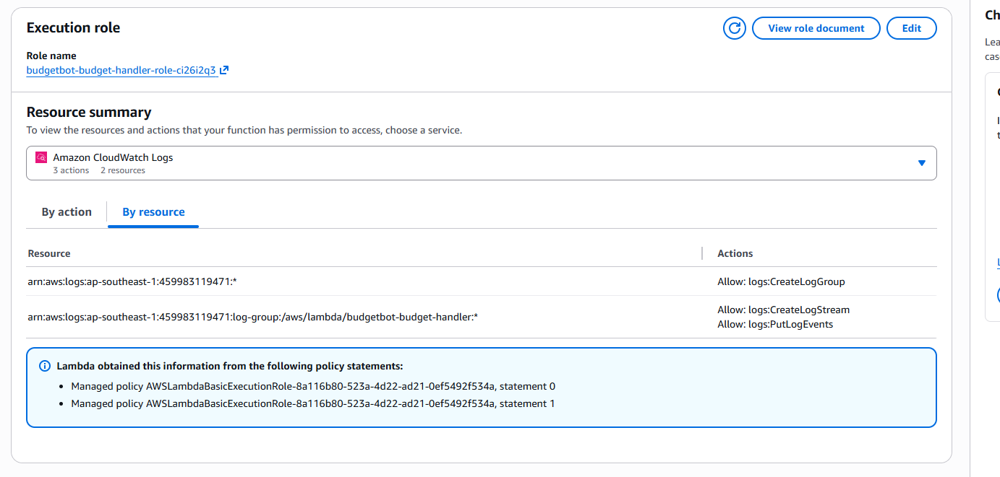 Execution role
View role document
Edit
Role name
budgetbot-budget-handler-role-ci26i2q3
Resource summary
To view the resources and actions that your function has permission to access, choose a service.
Amazon CloudWatch Logs
3 actions 2 resources
By action
By resource
Resource
Actions
arn:aws:logs:ap-southeast-1:459983119471:*
Allow: logs:CreateLogGroup
arn:aws:logs:ap-southeast-1:459983119471:log-group:/aws/lambda/budgetbot-budget-handler:*
Allow: logs:CreateLogStream
Allow: logs:PutLogEvents
Lambda obtained this information from the following policy statements:
• Managed policy AWSLambdaBasicExecutionRole-8a116b80-523a-4d22-ad21-0ef5492f534a, statement 0
• Managed policy AWSLambdaBasicExecutionRole-8a116b80-523a-4d22-ad21-0ef5492f534a, statement 1
Ch
Lea
cas